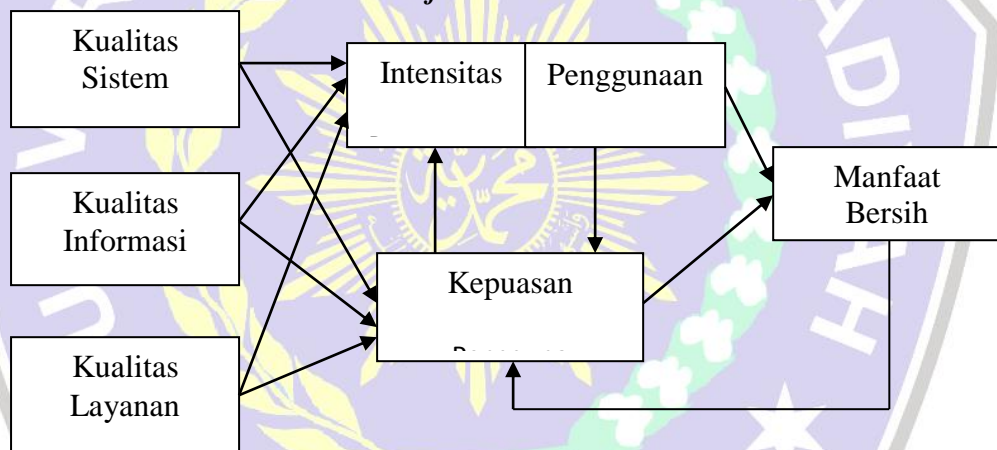 Kualitas
Sistem
Intensitas
Penggunaan
Kualitas
Informasi
Manfaat
Bersih
Kepuasan
Kualitas
Layanan